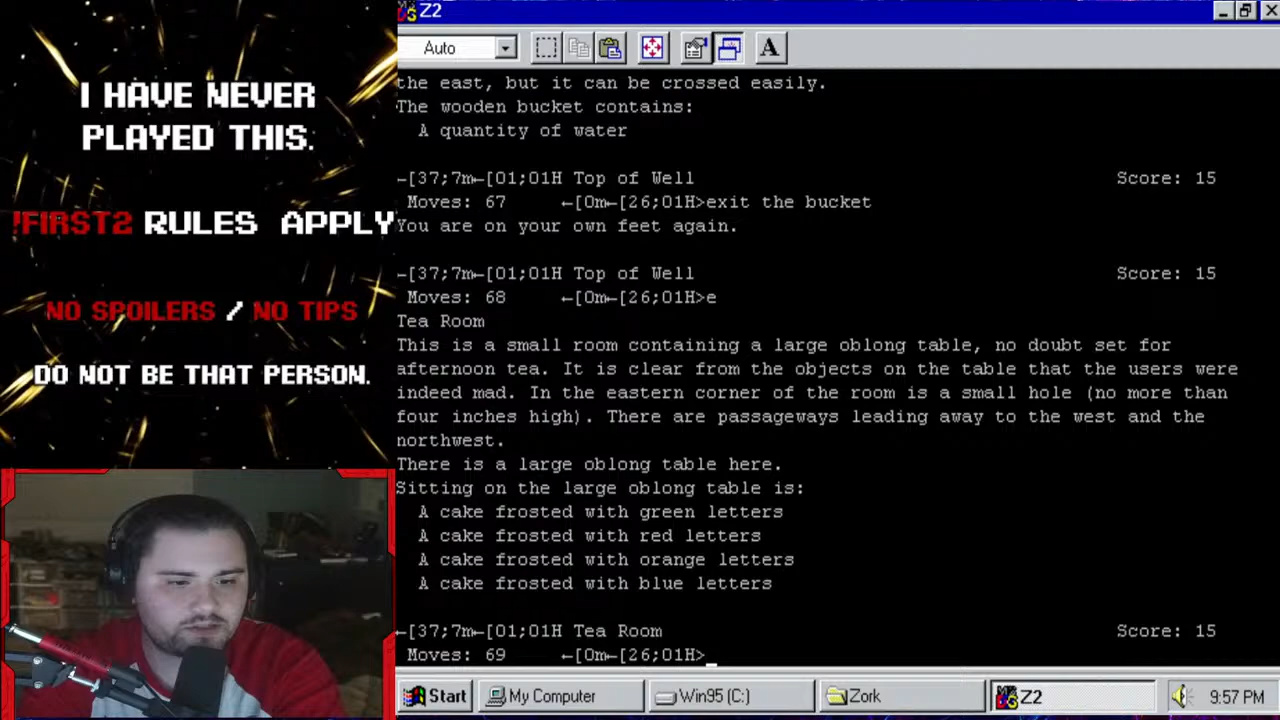 I HAVE NEVER
PLAYED THIS.
!FIRST2 RULES APPLY
NO SPOILERS / NO TIPS
DO NOT BE THAT PERSON.
Z2
Auto
A
the east, but it can be crossed easily.
The wooden bucket contains:
A quantity of water
←[37;7m←[01;01H Top of Well Score: 15
Moves: 67 ←[0m←[26;01H>exit the bucket
You are on your own feet again.
←[37;7m←[01;01H Top of Well Score: 15
Moves: 68 ←[0m←[26;01H>e
Tea Room
This is a small room containing a large oblong table, no doubt set for
afternoon tea. It is clear from the objects on the table that the users were
indeed mad. In the eastern corner of the room is a small hole (no more than
four inches high). There are passageways leading away to the west and the
northwest.
There is a large oblong table here.
Sitting on the large oblong table is:
A cake frosted with green letters
A cake frosted with red letters
A cake frosted with orange letters
A cake frosted with blue letters
←[37;7m←[01;01H Tea Room Score: 15
Moves: 69 ←[0m←[26;01H>_
Start My Computer Win95 (C:) Zork Z2 9:57 PM